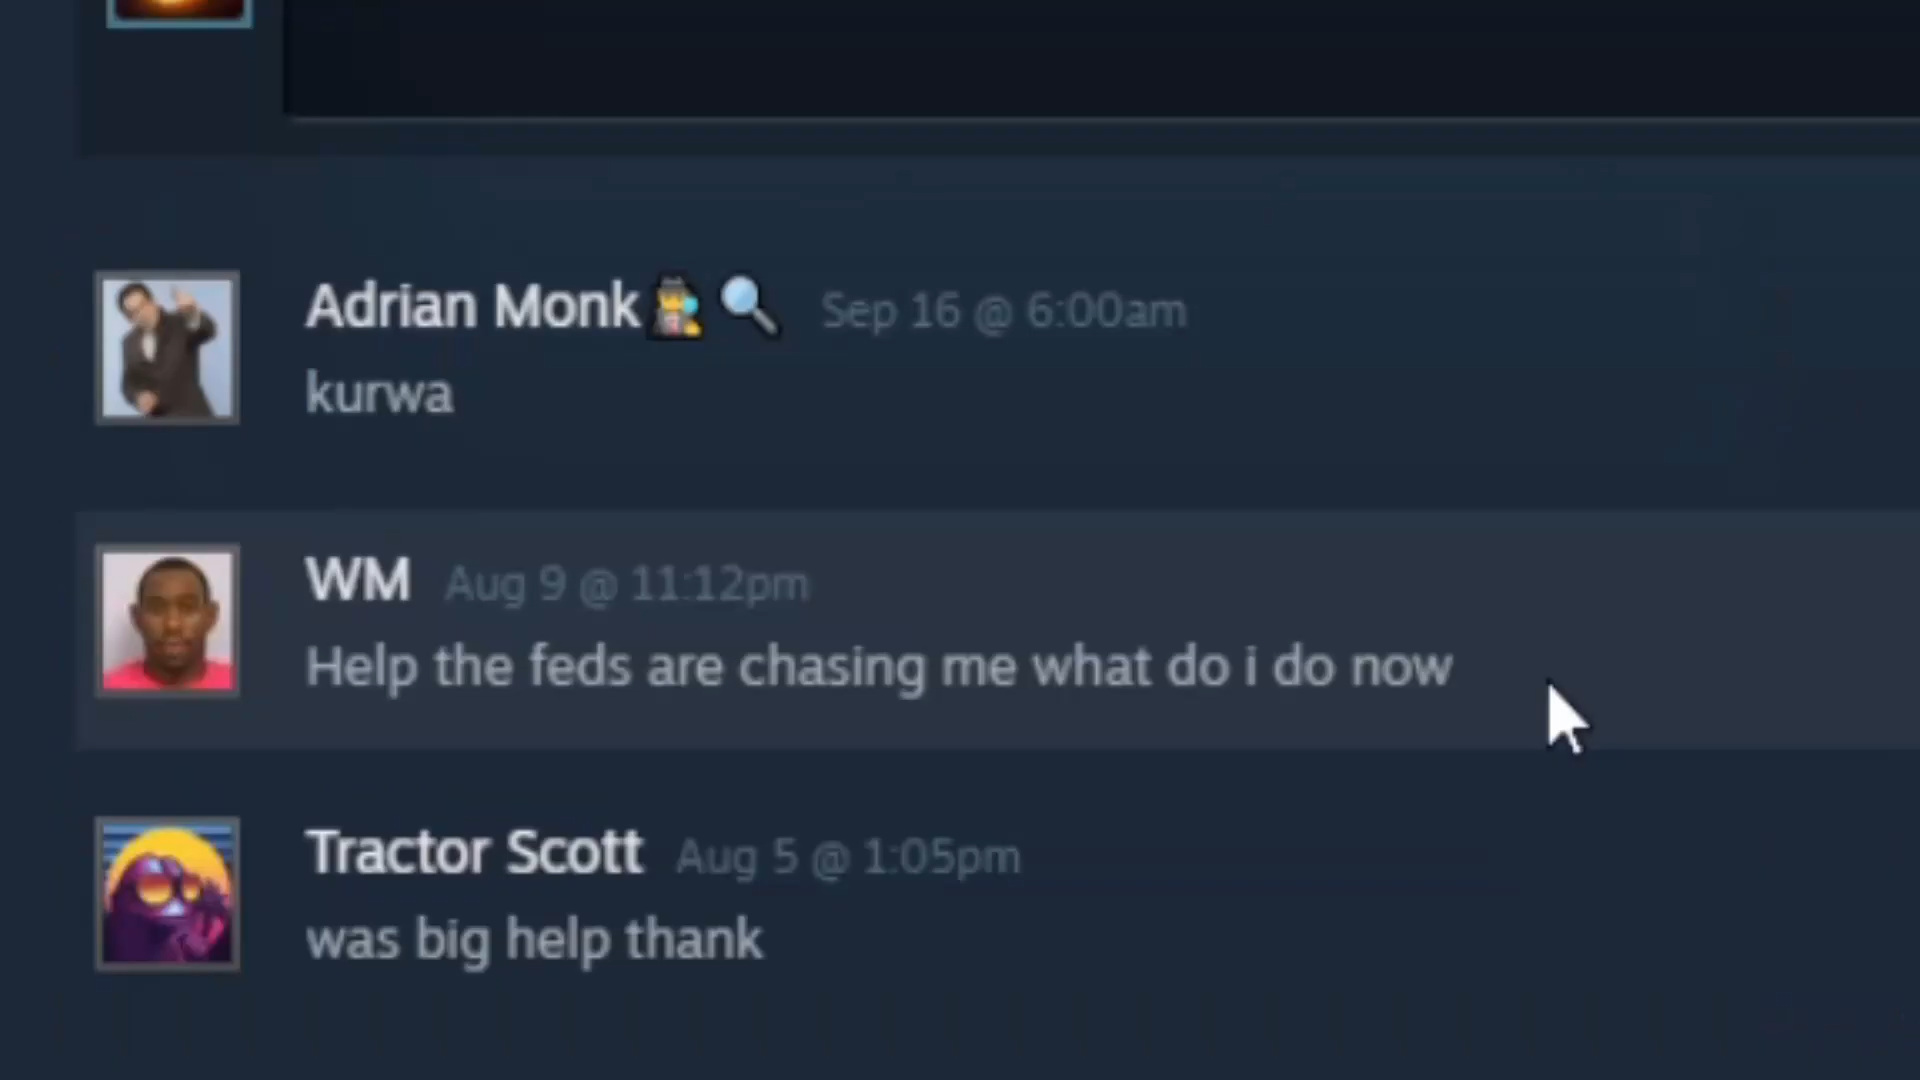 Adrian Monk🕵️🔍 Sep 16 @ 6:00am
kurwa
WM Aug 9 @ 11:12pm
Help the feds are chasing me what do i do now
Tractor Scott Aug 5 @ 1:05pm
was big help thank